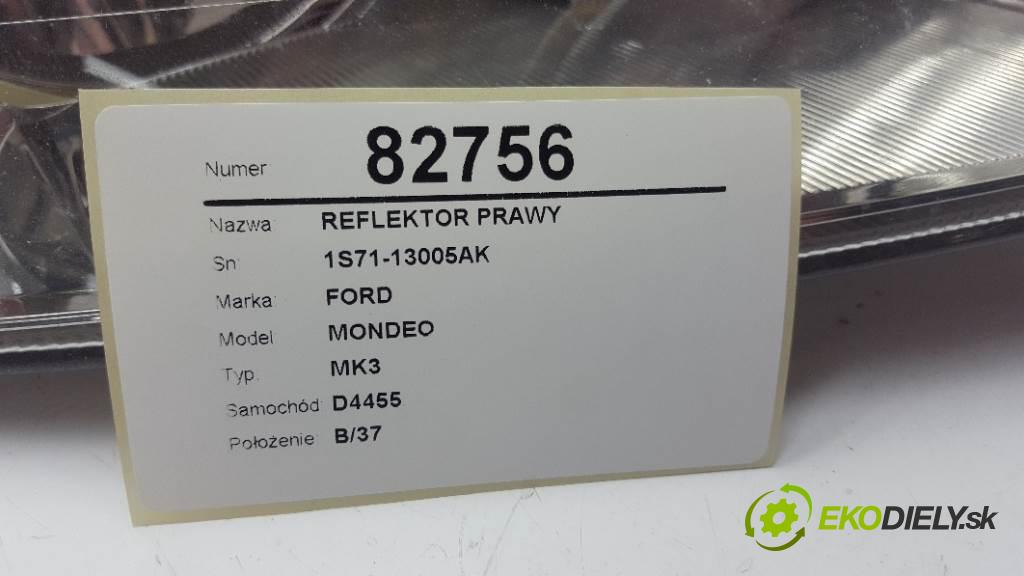 Numer: 82756
Nazwa: REFLEKTOR PRAWY
Sn: 1S71-13005AK
Marka: FORD
Model: MONDEO
Typ: MK3
Samochód: D4455
Położenie: B/37
EKODIELY.sk